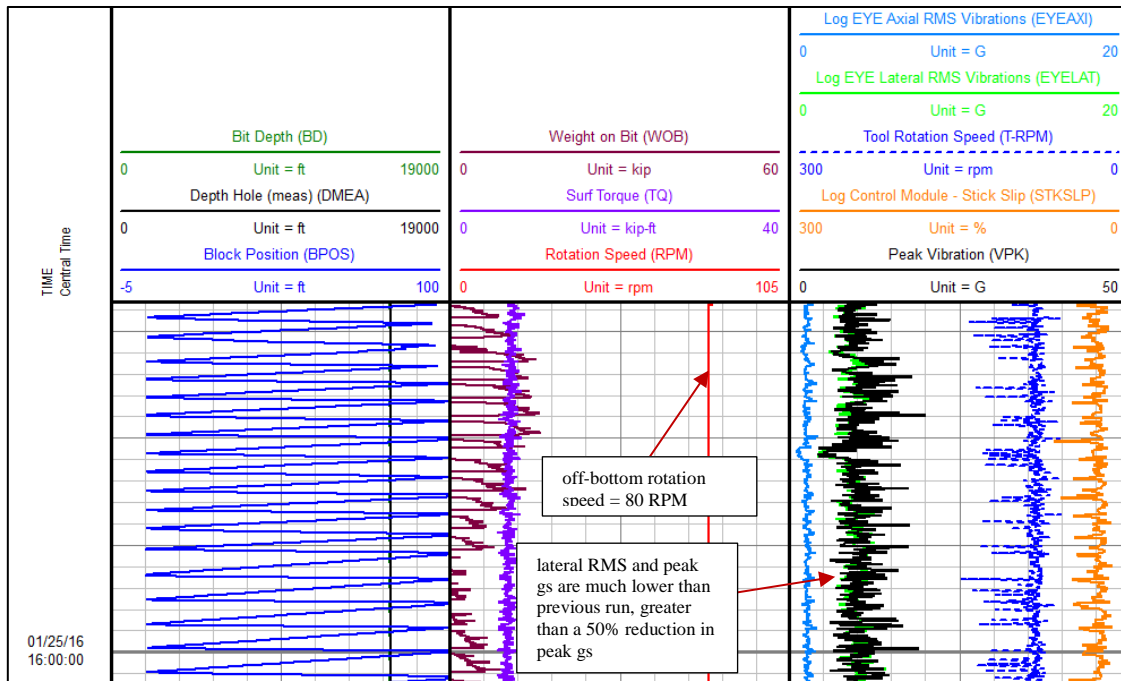 TIME
Central Time
Bit Depth (BD)
0 Unit = ft 19000
Depth Hole (meas) (DMEA)
0 Unit = ft 19000
Block Position (BPOS)
-5 Unit = ft 100
Weight on Bit (WOB)
0 Unit = kip 60
Surf Torque (TQ)
0 Unit = kip-ft 40
Rotation Speed (RPM)
0 Unit = rpm 105
Log EYE Axial RMS Vibrations (EYEAXI)
0 Unit = G 20
Log EYE Lateral RMS Vibrations (EYELAT)
0 Unit = G 20
Tool Rotation Speed (T-RPM)
300 Unit = rpm 0
Log Control Module - Stick Slip (STKSLP)
300 Unit = % 0
Peak Vibration (VPK)
0 Unit = G 50
off-bottom rotation
speed = 80 RPM
lateral RMS and peak
gs are much lower than
previous run, greater
than a 50% reduction in
peak gs
01/25/16
16:00:00